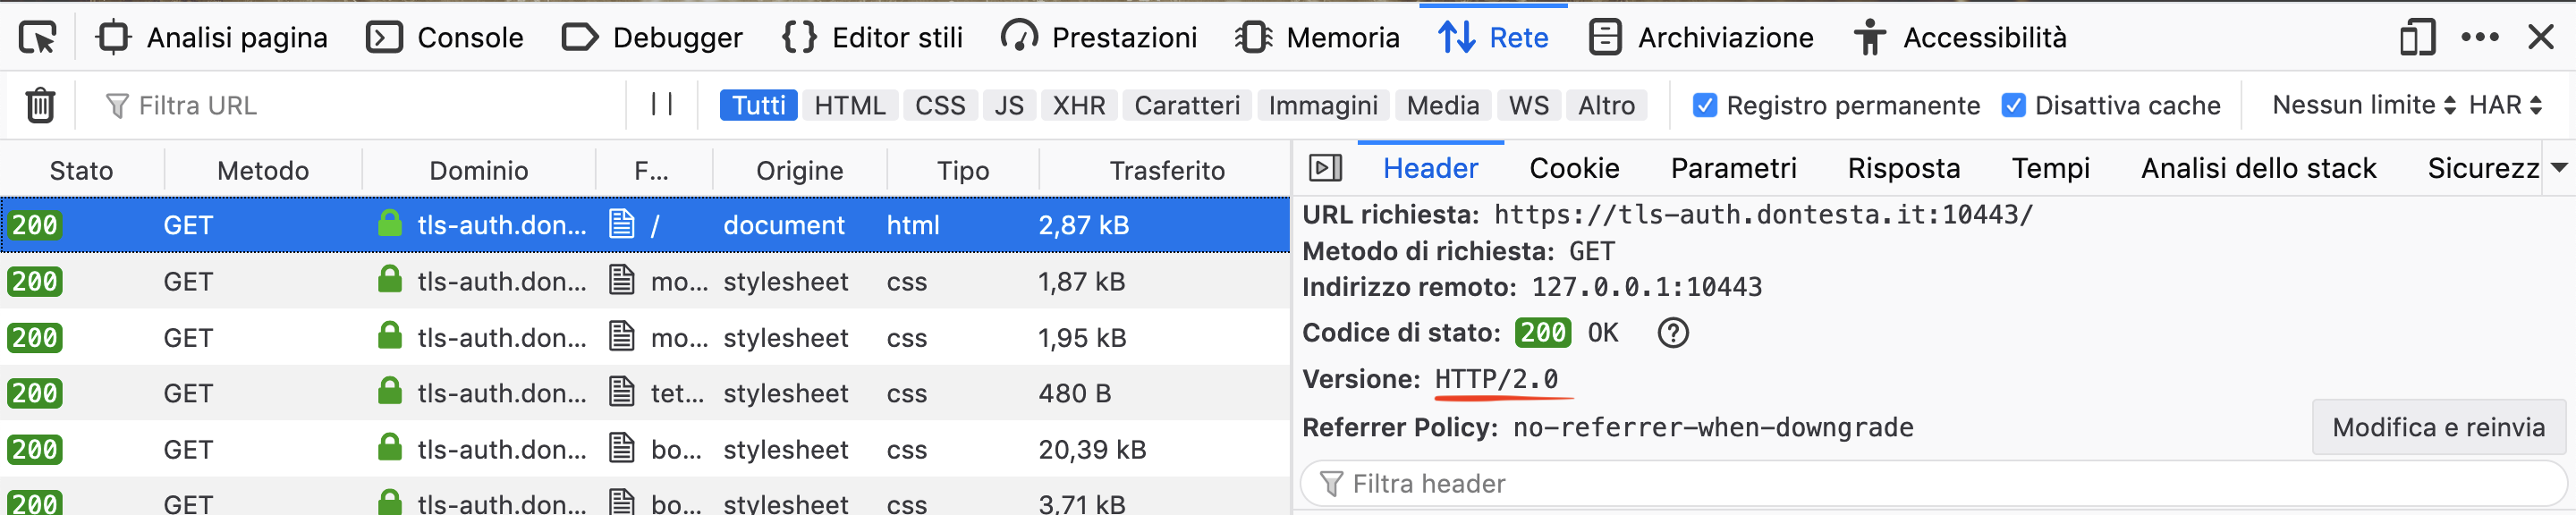 Analisi pagina Console Debugger {} Editor stili Prestazioni Memoria Rete Archiviazione Accessibilità
Filtra URL Tutti HTML CSS JS XHR Caratteri Immagini Media WS Altro Registro permanente Disattiva cache Nessun limite HAR
Stato Metodo Dominio F... Origine Tipo Trasferito
200 GET tls-auth.don... / document html 2,87 kB
200 GET tls-auth.don... mo... stylesheet css 1,87 kB
200 GET tls-auth.don... mo... stylesheet css 1,95 kB
200 GET tls-auth.don... tet... stylesheet css 480 B
200 GET tls-auth.don... bo... stylesheet css 20,39 kB
200 GET tls-auth.don... bo... stylesheet css 3,71 kB
Header Cookie Parametri Risposta Tempi Analisi dello stack Sicurezz
URL richiesta: https://tls-auth.dontesta.it:10443/
Metodo di richiesta: GET
Indirizzo remoto: 127.0.0.1:10443
Codice di stato: 200 OK ?
Versione: HTTP/2.0
Referrer Policy: no-referrer-when-downgrade
Modifica e reinvia
Filtra header